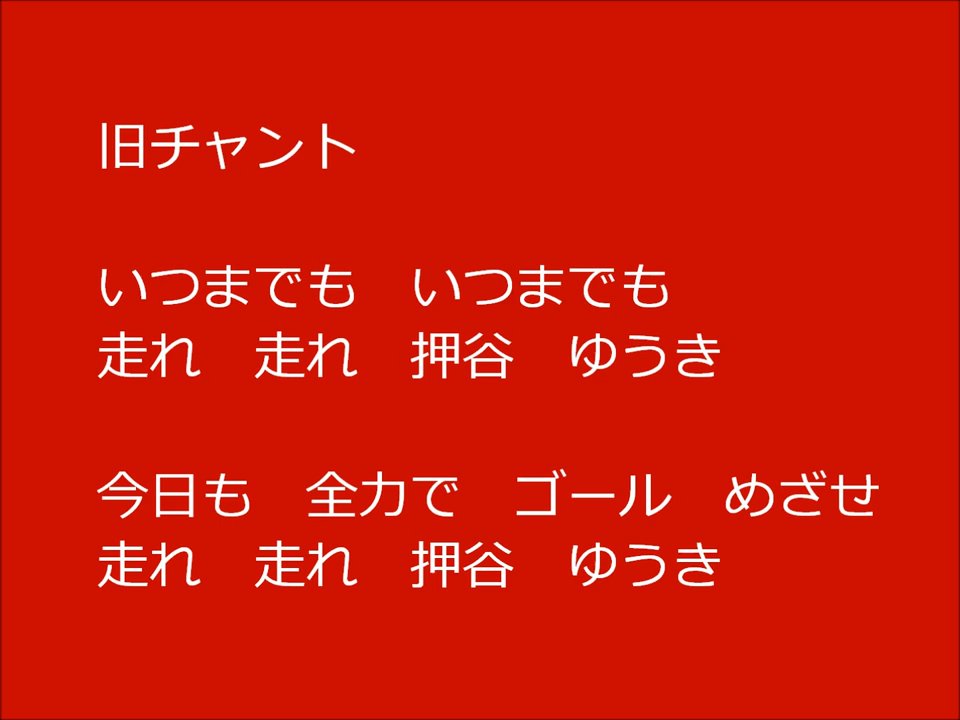 旧チャント
いつまでも　いつまでも
走れ　走れ　押谷　ゆうき
今日も　全力で　ゴール　めざせ
走れ　走れ　押谷　ゆうき